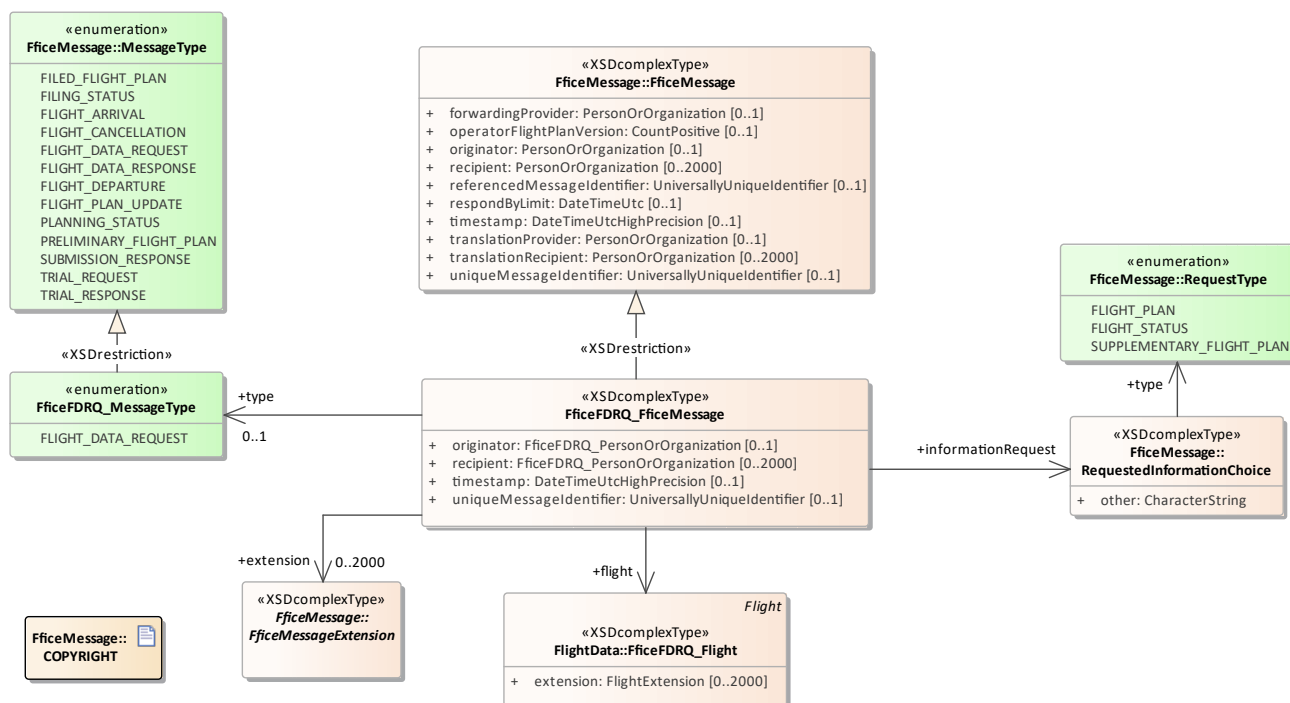 «enumeration»
FficeMessage::MessageType
FILED_FLIGHT_PLAN
FILING_STATUS
FLIGHT_ARRIVAL
FLIGHT_CANCELLATION
FLIGHT_DATA_REQUEST
FLIGHT_DATA_RESPONSE
FLIGHT_DEPARTURE
FLIGHT_PLAN_UPDATE
PLANNING_STATUS
PRELIMINARY_FLIGHT_PLAN
SUBMISSION_RESPONSE
TRIAL_REQUEST
TRIAL_RESPONSE
«XSDcomplexType»
FficeMessage::FficeMessage
+ forwardingProvider: PersonOrOrganization [0..1]
+ operatorFlightPlanVersion: CountPositive [0..1]
+ originator: PersonOrOrganization [0..1]
+ recipient: PersonOrOrganization [0..2000]
+ referencedMessageIdentifier: UniversallyUniqueIdentifier [0..1]
+ respondByLimit: DateTimeUtc [0..1]
+ timestamp: DateTimeUtcHighPrecision [0..1]
+ translationProvider: PersonOrOrganization [0..1]
+ translationRecipient: PersonOrOrganization [0..2000]
+ uniqueMessageIdentifier: UniversallyUniqueIdentifier [0..1]
«enumeration»
FficeMessage::RequestType
FLIGHT_PLAN
FLIGHT_STATUS
SUPPLEMENTARY_FLIGHT_PLAN
«XSDrestriction»
«XSDrestriction»
«enumeration»
FficeFDRQ_MessageType
FLIGHT_DATA_REQUEST
+type
0..1
«XSDcomplexType»
FficeFDRQ_FficeMessage
+ originator: FficeFDRQ_PersonOrOrganization [0..1]
+ recipient: FficeFDRQ_PersonOrOrganization [0..2000]
+ timestamp: DateTimeUtcHighPrecision [0..1]
+ uniqueMessageIdentifier: UniversallyUniqueIdentifier [0..1]
+type
+informationRequest
«XSDcomplexType»
FficeMessage::
RequestedInformationChoice
+ other: CharacterString
+extension
0..2000
+flight
«XSDcomplexType»
FficeMessage::
FficeMessageExtension
Flight
«XSDcomplexType»
FlightData::FficeFDRQ_Flight
+ extension: FlightExtension [0..2000]
FficeMessage::
COPYRIGHT